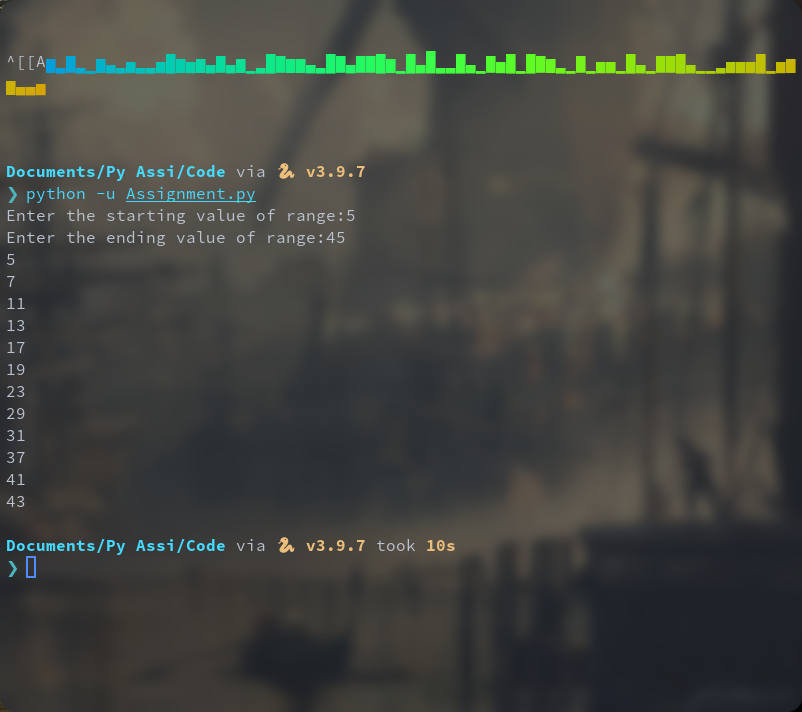 ^[[A
Documents/Py Assi/Code via 🐍 v3.9.7
❯ python -u Assignment.py
Enter the starting value of range:5
Enter the ending value of range:45
5
7
11
13
17
19
23
29
31
37
41
43
Documents/Py Assi/Code via 🐍 v3.9.7 took 10s
❯